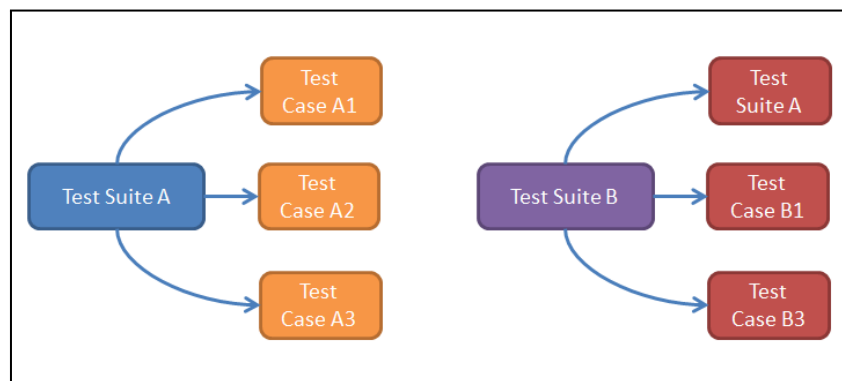 Test Suite A
Test
Case A1
Test
Case A2
Test
Case A3
Test Suite B
Test
Suite A
Test
Case B1
Test
Case B3